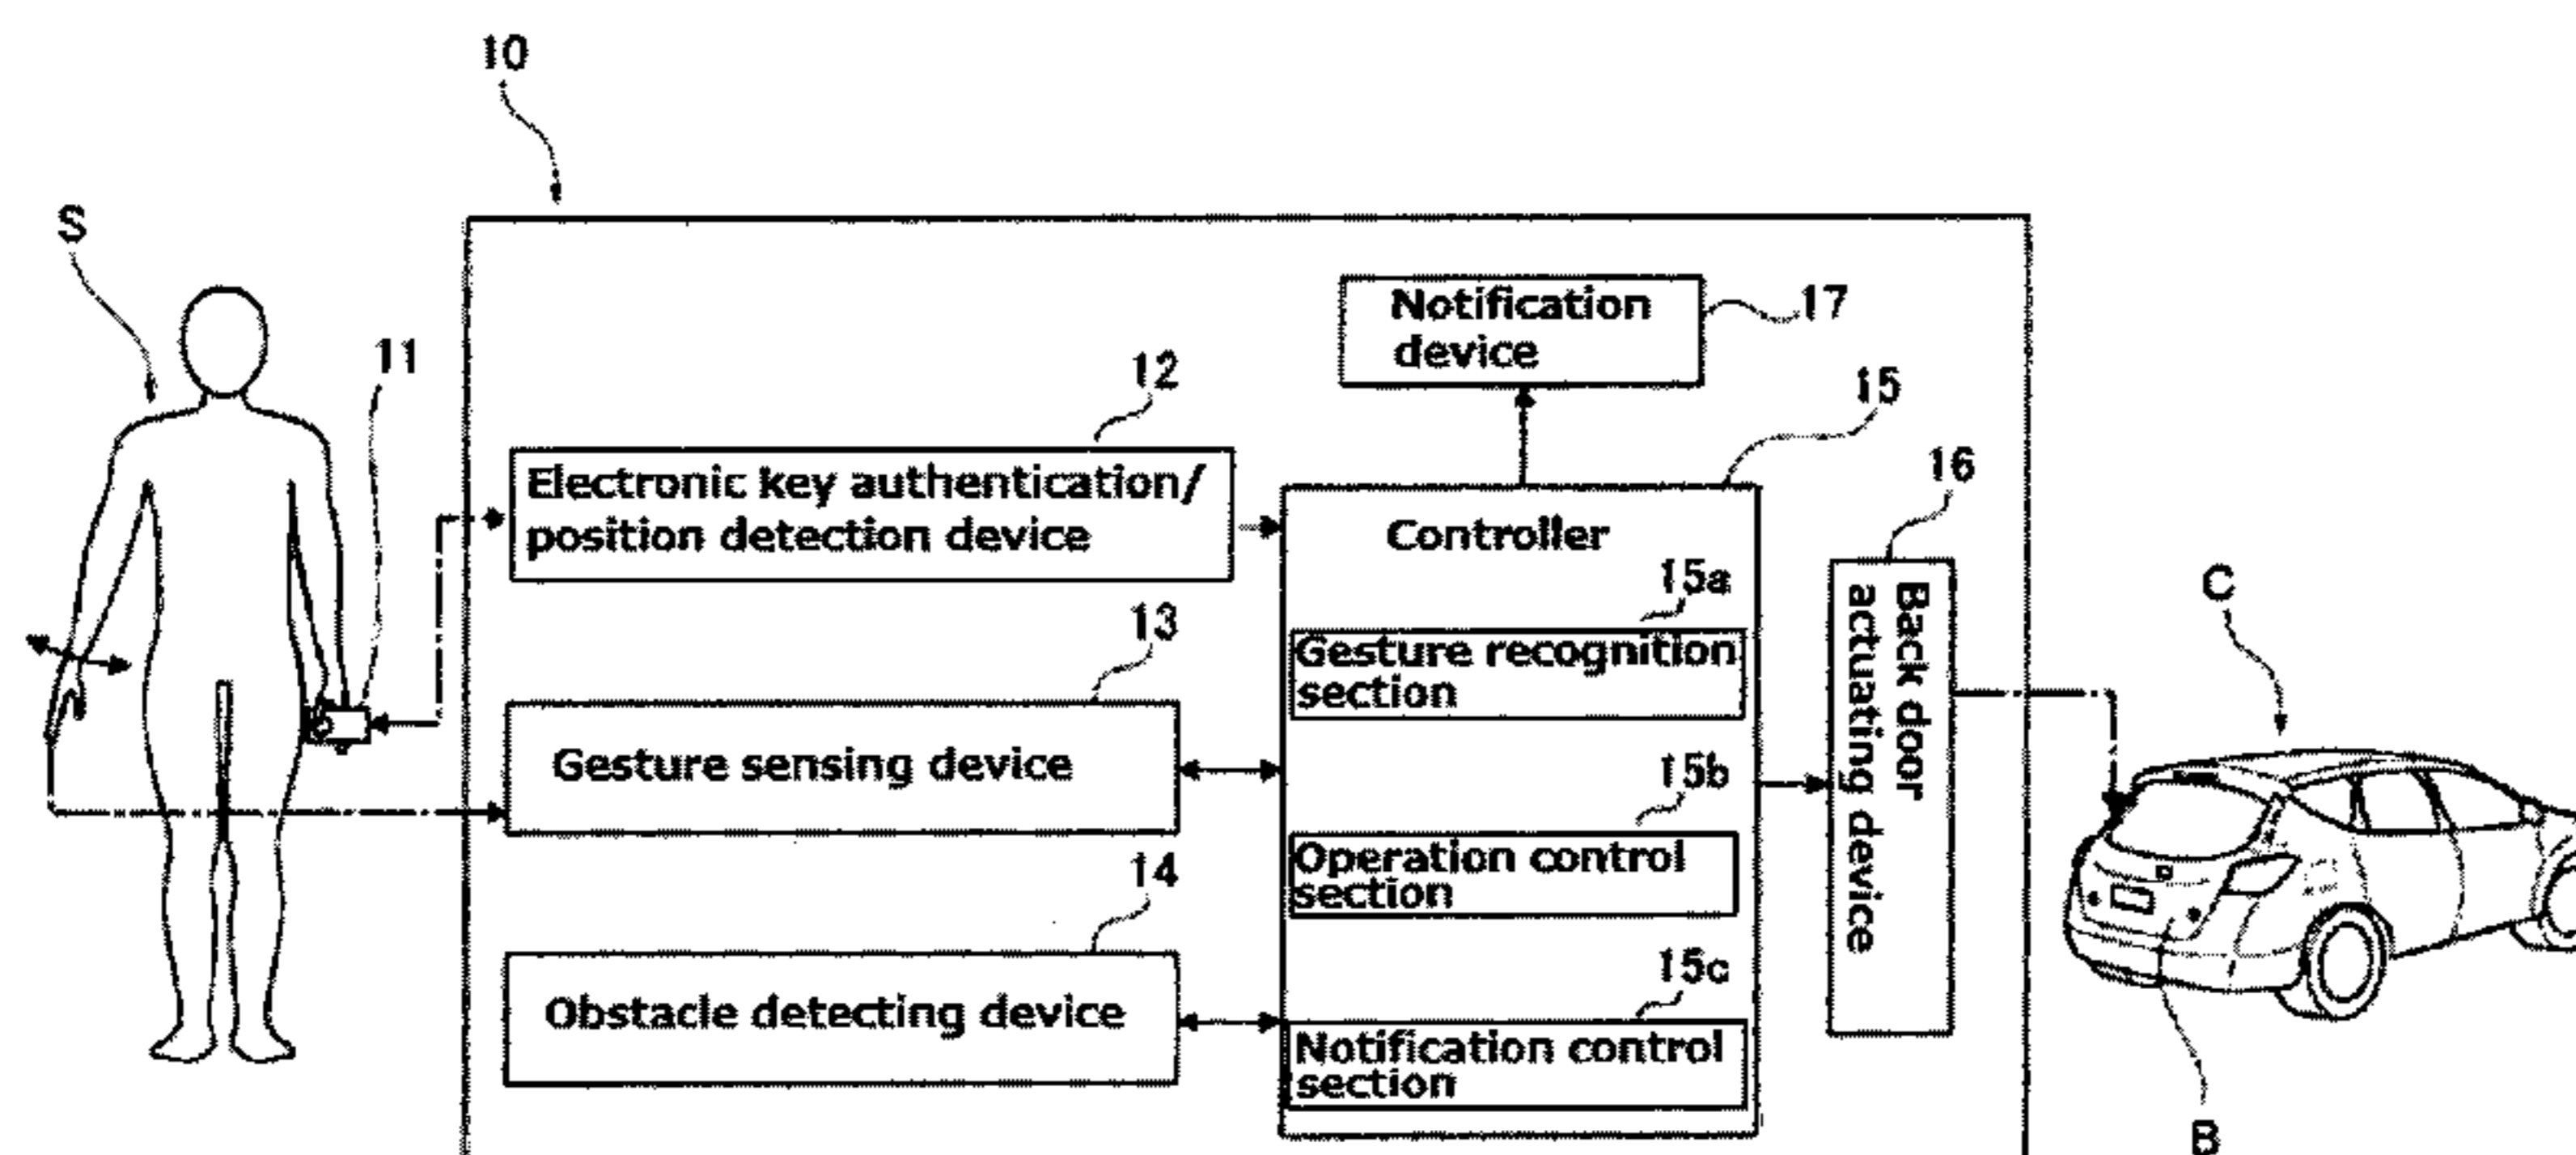 10
S
11
Notification
device
17
12
15
Electronic key authentication/
position detection device
Controller
16
15a
Gesture recognition
section
13
Gesture sensing device
15b
Operation control
section
Back door
actuating device
C
14
Obstacle detecting device
15c
Notification control
section
B